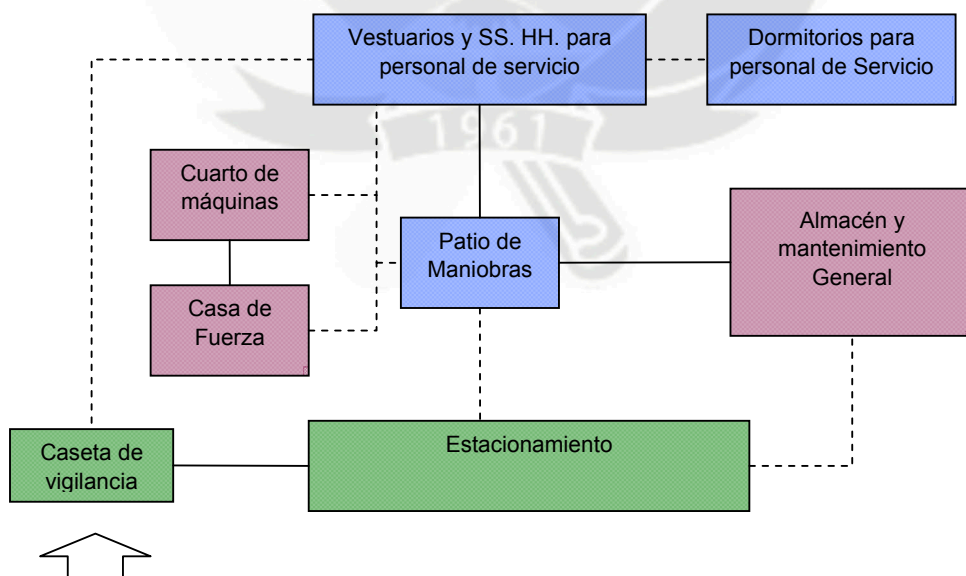 Vestuarios y SS. HH. para
personal de servicio
Dormitorios para
personal de Servicio
1961
Cuarto de
máquinas
Patio de
Maniobras
Almacén y
mantenimiento
General
Casa de
Fuerza
Caseta de
vigilancia
Estacionamiento